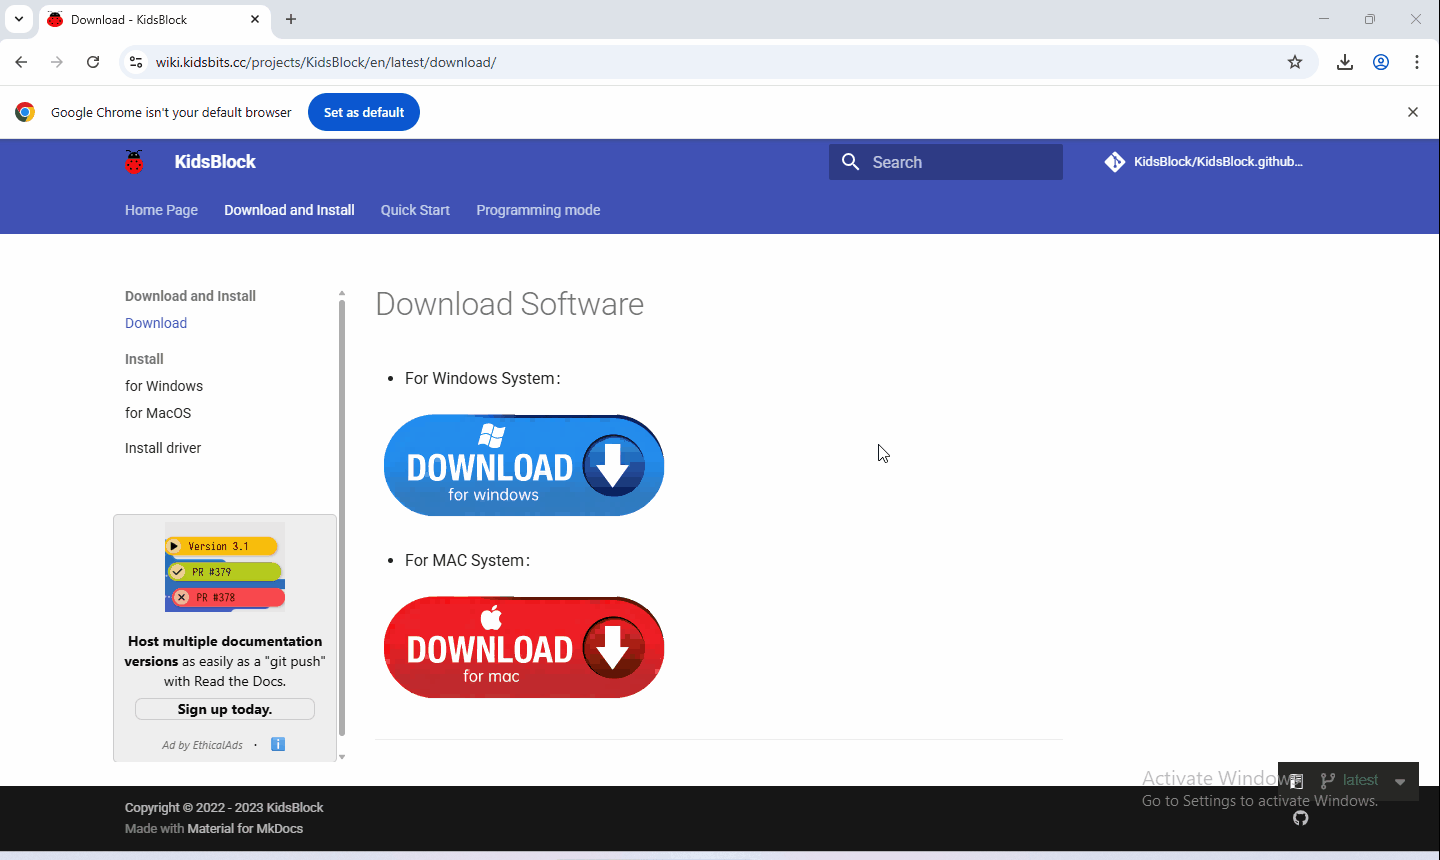 Download - KidsBlock
wiki.kidsbits.cc/projects/KidsBlock/en/latest/download/
Google Chrome isn't your default browser
Set as default
KidsBlock
Search
KidsBlock/KidsBlock.github...
Home Page
Download and Install
Quick Start
Programming mode
Download and Install
Download
Install
for Windows
for MacOS
Install driver
Version 3.1
PR #379
PR #378
Host multiple documentation
versions as easily as a "git push"
with Read the Docs.
Sign up today.
Ad by EthicalAds ·
Download Software
For Windows System:
DOWNLOAD
for windows
For MAC System:
DOWNLOAD
for mac
Activate Windows
latest
Go to Settings to activate Windows.
Copyright © 2022 - 2023 KidsBlock
Made with Material for MkDocs